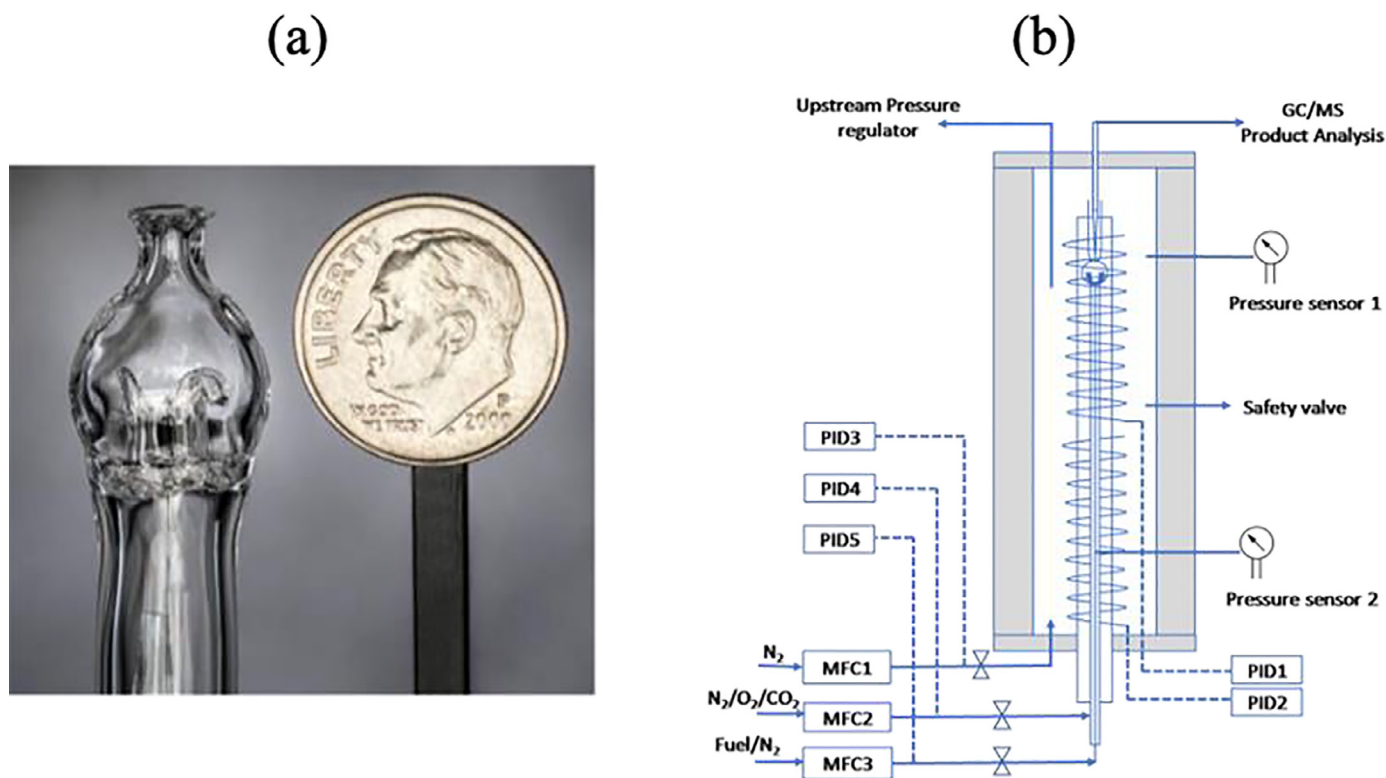 (a)
(b)
LIBERTY
IN GOD
WE TRUST
P
2000
Upstream Pressure
regulator
GC/MS
Product Analysis
Pressure sensor 1
Safety valve
PID3
PID4
PID5
Pressure sensor 2
N₂
MFC1
PID1
N₂/O₂/CO₂
MFC2
PID2
Fuel/N₂
MFC3